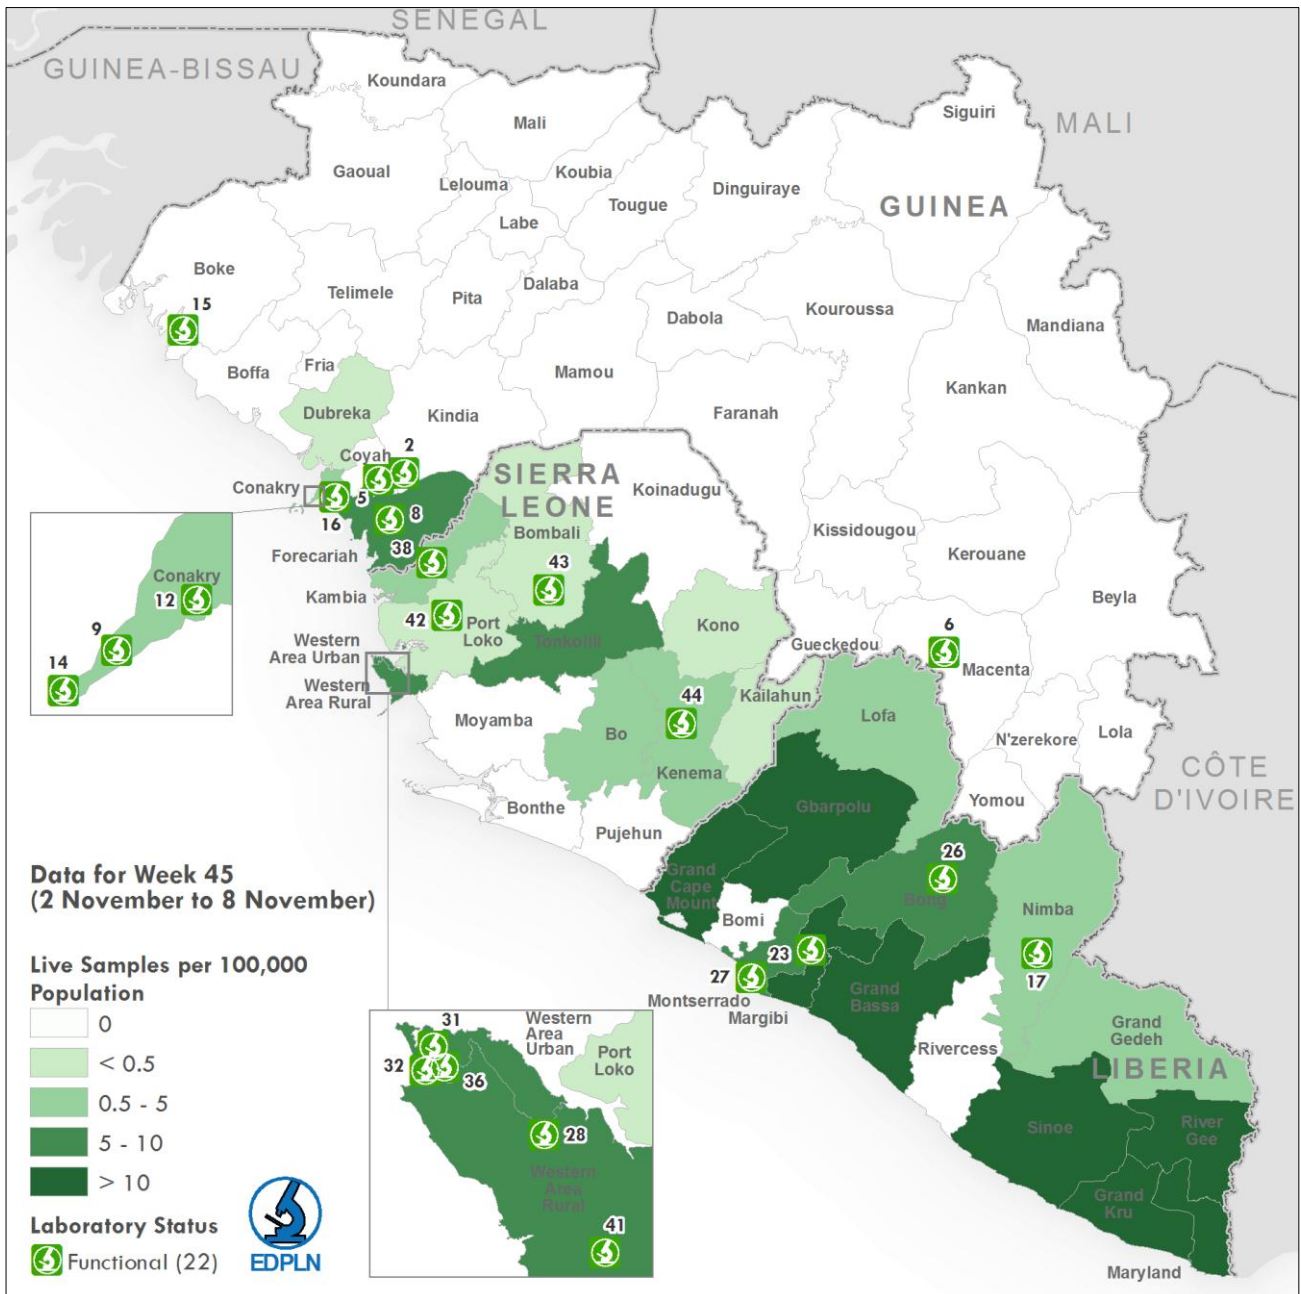 SENEGAL
GUINEA-BISSAU
Koundara
Mali
Siguiri
MALI
Gaoual
Lelouma
Koubia
Tougue
Dinguiraye
GUINEA
Labe
Boke
Telimele
Pita
Dalaba
Dabola
Kouroussa
Mandiana
15
Boffa
Fria
Mamou
Kankan
Dubreka
Kindia
Faranah
Coyah
2
Conakry
5
SIERRA
LEONE
Koinadugu
16
8
Kissidougou
Kerouane
Forecariah
38
Bombali
43
Beyla
Conakry
12
Kambia
42
Port
Loko
Tonkolili
Kono
Gueckedou
6
Macenta
9
14
Western
Area Urban
Western
Area Rural
Moyamba
44
Kailahun
Lofa
Bo
Kenema
N'zerekore
Lola
CÔTE
D'IVOIRE
Yomou
Bonthe
Pujehun
Gbarpolu
Grand
Cape
Mount
26
Bong
Bomi
Nimba
23
27
17
Montserrado
Margibi
Grand
Bassa
Rivercess
Grand
Gedeh
LIBERIA
Sinoe
River
Gee
Grand
Kru
Maryland
Data for Week 45
(2 November to 8 November)
Live Samples per 100,000
Population
0
< 0.5
0.5 - 5
5 - 10
> 10
Laboratory Status
Functional (22)
EDPLN
31
32
36
Western
Area
Urban
Port
Loko
28
Western
Area
Rural
41